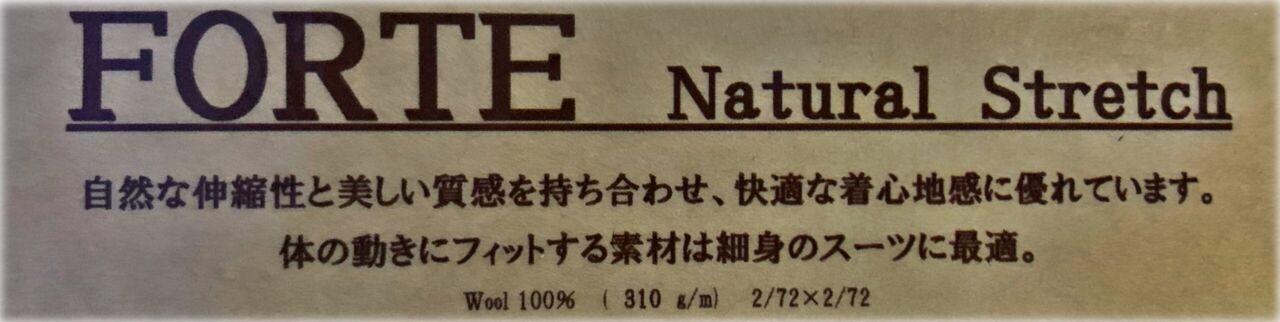 FORTE Natural Stretch
自然な伸縮性と美しい質感を持ち合わせ、快適な着心地感に優れています。
体の動きにフィットする素材は細身のスーツに最適。
Wool 100% ( 310 g/m) 2/72×2/72